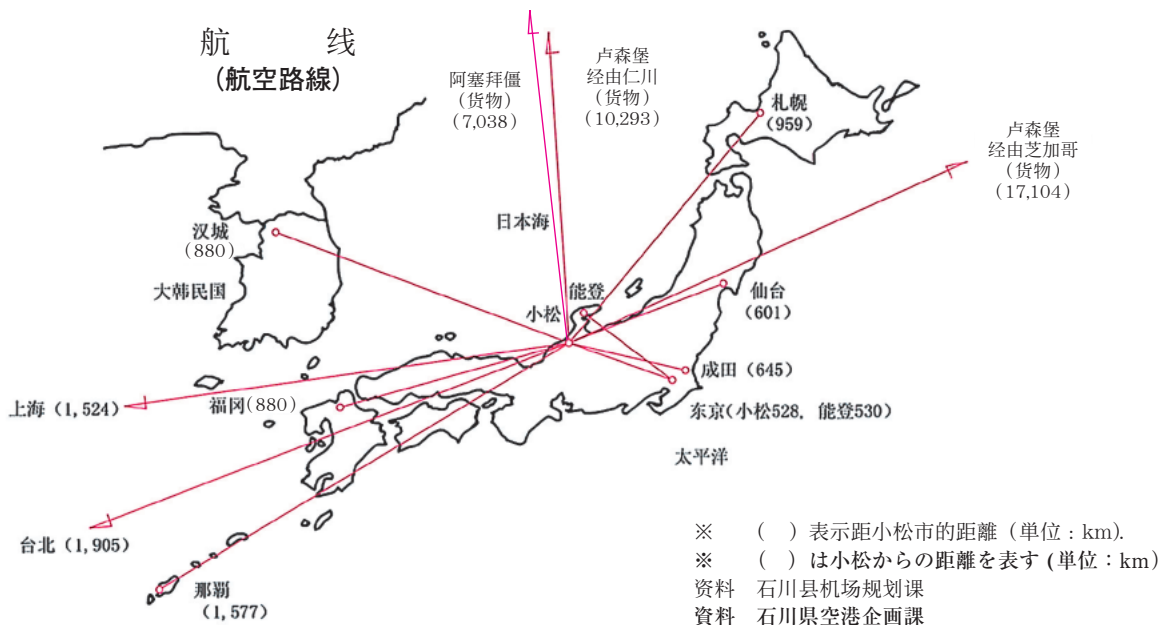 航 线
(航空路線)
阿塞拜僵
(货物)
(7,038)
卢森堡
经由仁川
(货物)
(10,293)
札幌
(959)
卢森堡
经由芝加哥
(货物)
(17,104)
日本海
汉城
(880)
大韩民国
能登
小松
仙台
(601)
成田(645)
上海(1,524)
福冈(880)
东京(小松528, 能登530)
太平洋
台北(1,905)
那覇
(1,577)
※ ( )表示距小松市的距離(単位:km).
※ ( )は小松からの距離を表す(単位:km)
资料 石川县机场规划课
資料 石川県空港企画課